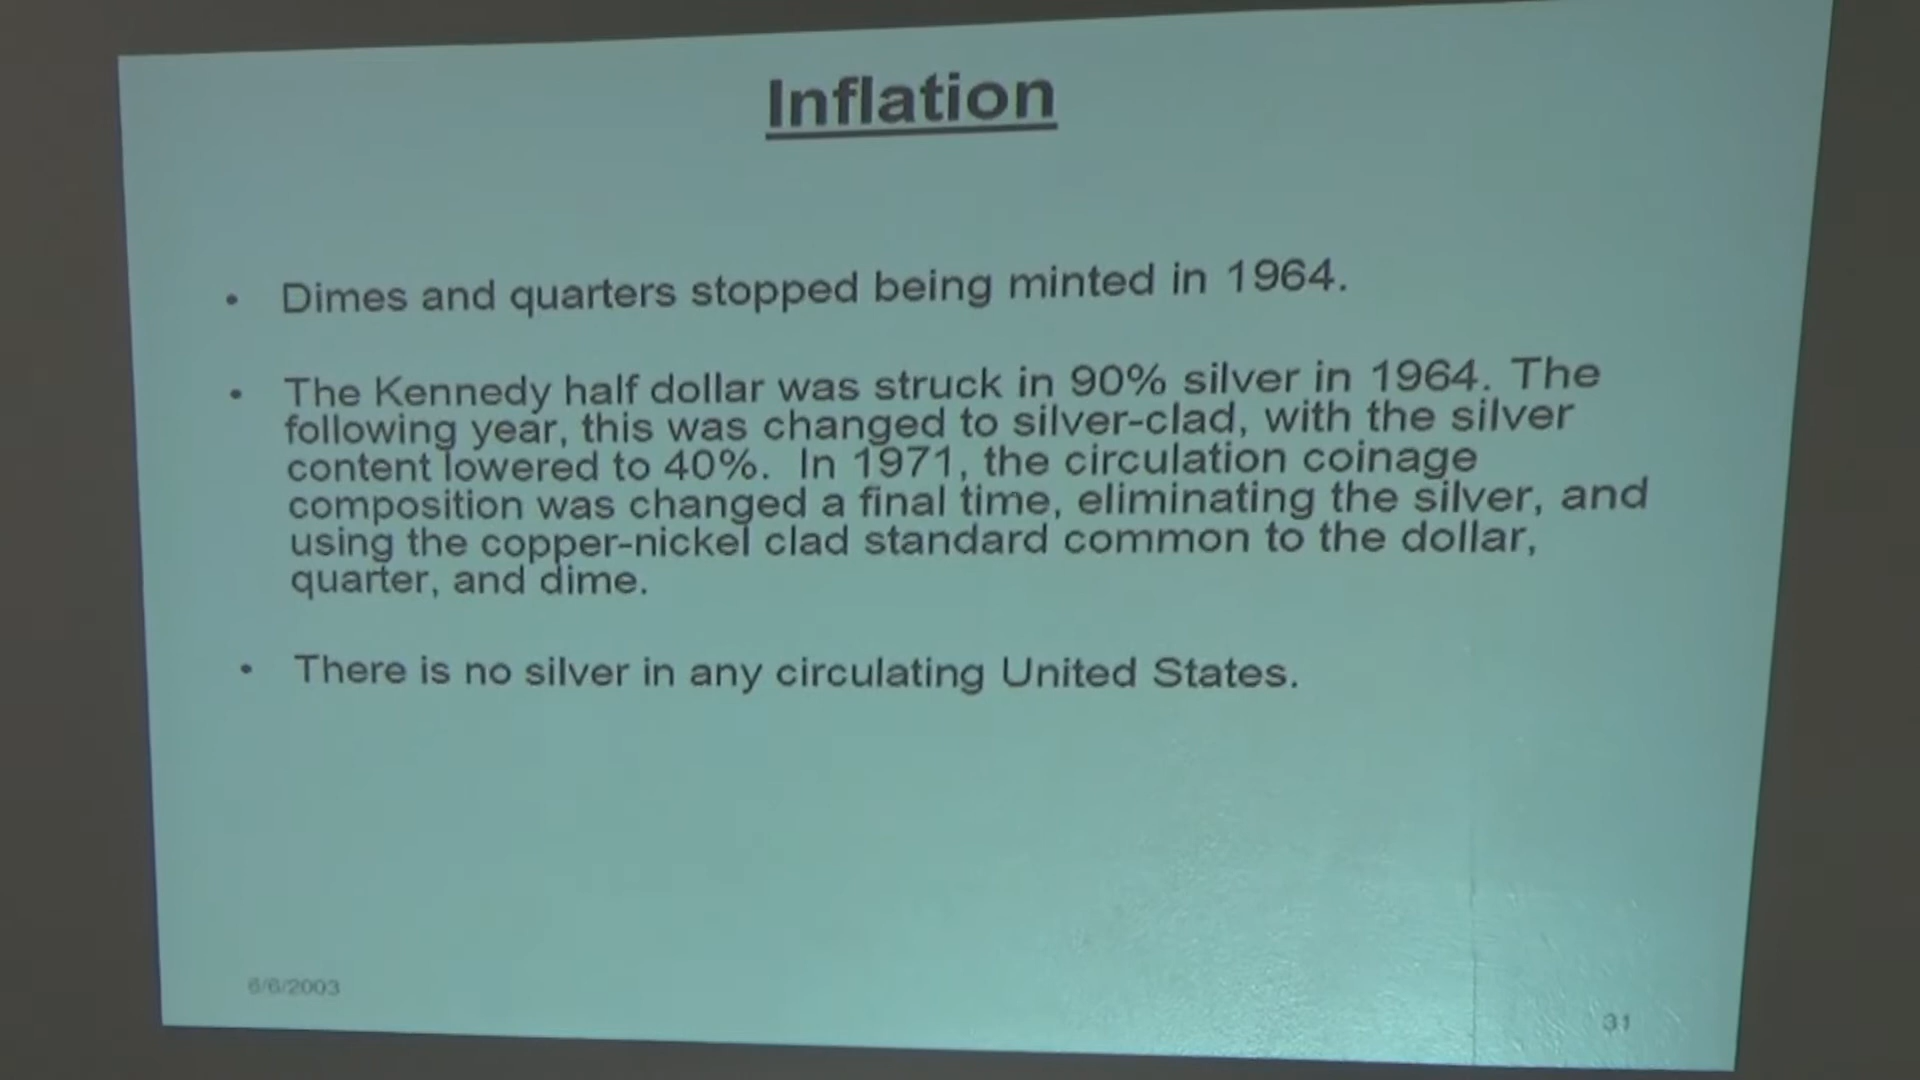 Inflation
• Dimes and quarters stopped being minted in 1964.
• The Kennedy half dollar was struck in 90% silver in 1964. The
following year, this was changed to silver-clad, with the silver
content lowered to 40%. In 1971, the circulation coinage
composition was changed a final time, eliminating the silver, and
using the copper-nickel clad standard common to the dollar,
quarter, and dime.
• There is no silver in any circulating United States.
6/6/2003
31